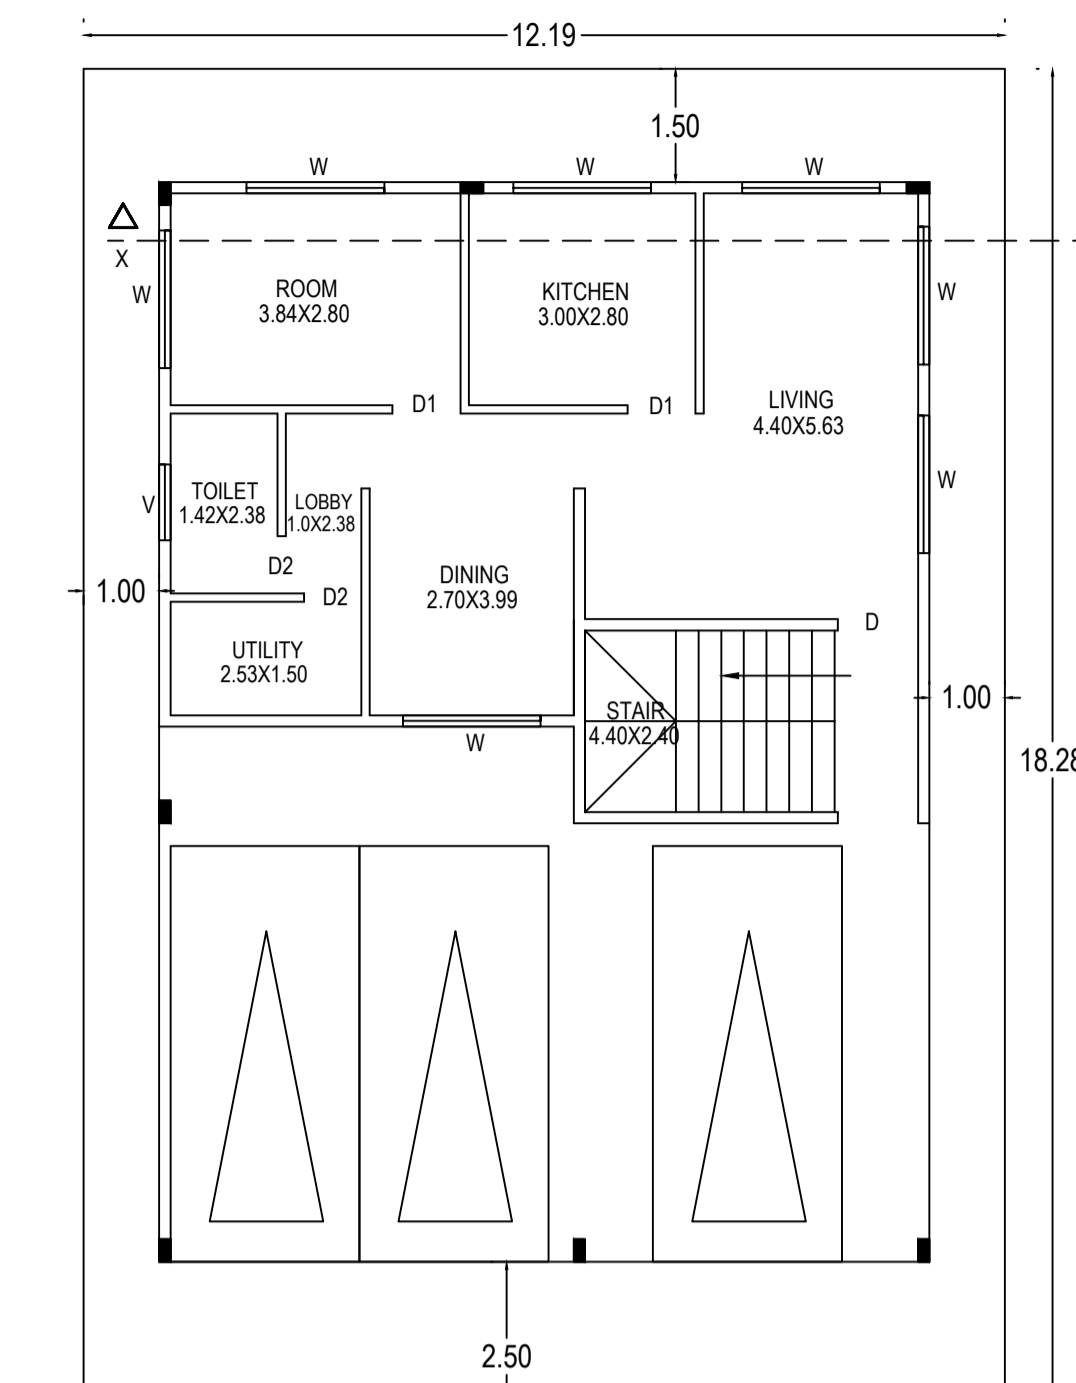 12.19
1.50
W
W
W
X
W
ROOM
3.84X2.80
KITCHEN
3.00X2.80
W
D1
D1
LIVING
4.40X5.63
W
V
TOILET
1.42X2.38
LOBBY
1.0X2.38
D2
D2
1.00
DINING
2.70X3.99
D
UTILITY
2.53X1.50
1.00
STAIR
4.40X2.40
W
18.28
2.50